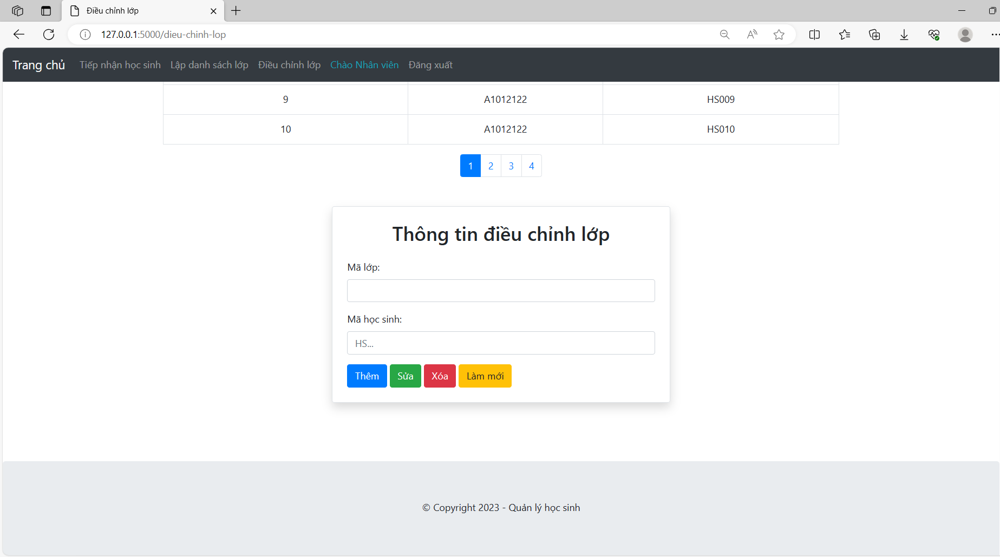 Điều chỉnh lớp
127.0.0.1:5000/dieu-chinh-lop
Trang chủ Tiếp nhận học sinh Lập danh sách lớp Điều chỉnh lớp Chào Nhân viên Đăng xuất
9 A1012122 HS009
10 A1012122 HS010
1 2 3 4
Thông tin điều chỉnh lớp
Mã lớp:
Mã học sinh:
HS...
Thêm Sửa Xóa Làm mới
© Copyright 2023 - Quản lý học sinh